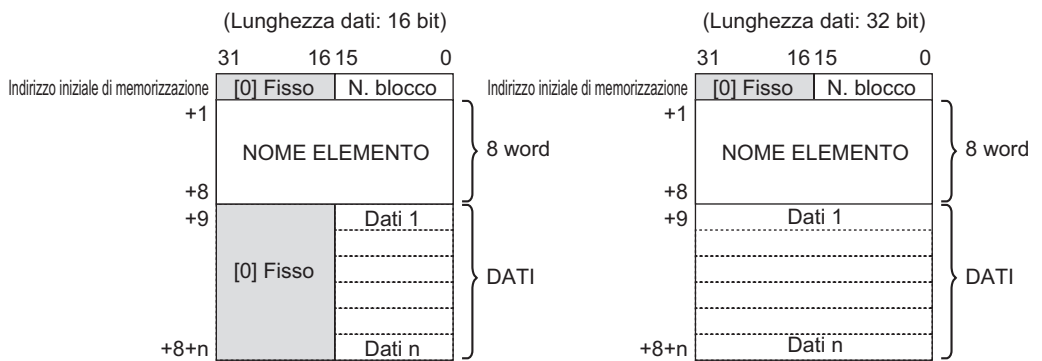 (Lunghezza dati: 16 bit)
31 16 15 0
Indirizzo iniziale di memorizzazione [0] Fisso N. blocco
+1
NOME ELEMENTO 8 word
+8
+9 Dati 1
[0] Fisso DATI
+8+n Dati n
(Lunghezza dati: 32 bit)
31 16 15 0
Indirizzo iniziale di memorizzazione [0] Fisso N. blocco
+1
NOME ELEMENTO 8 word
+8
+9 Dati 1
DATI
+8+n Dati n